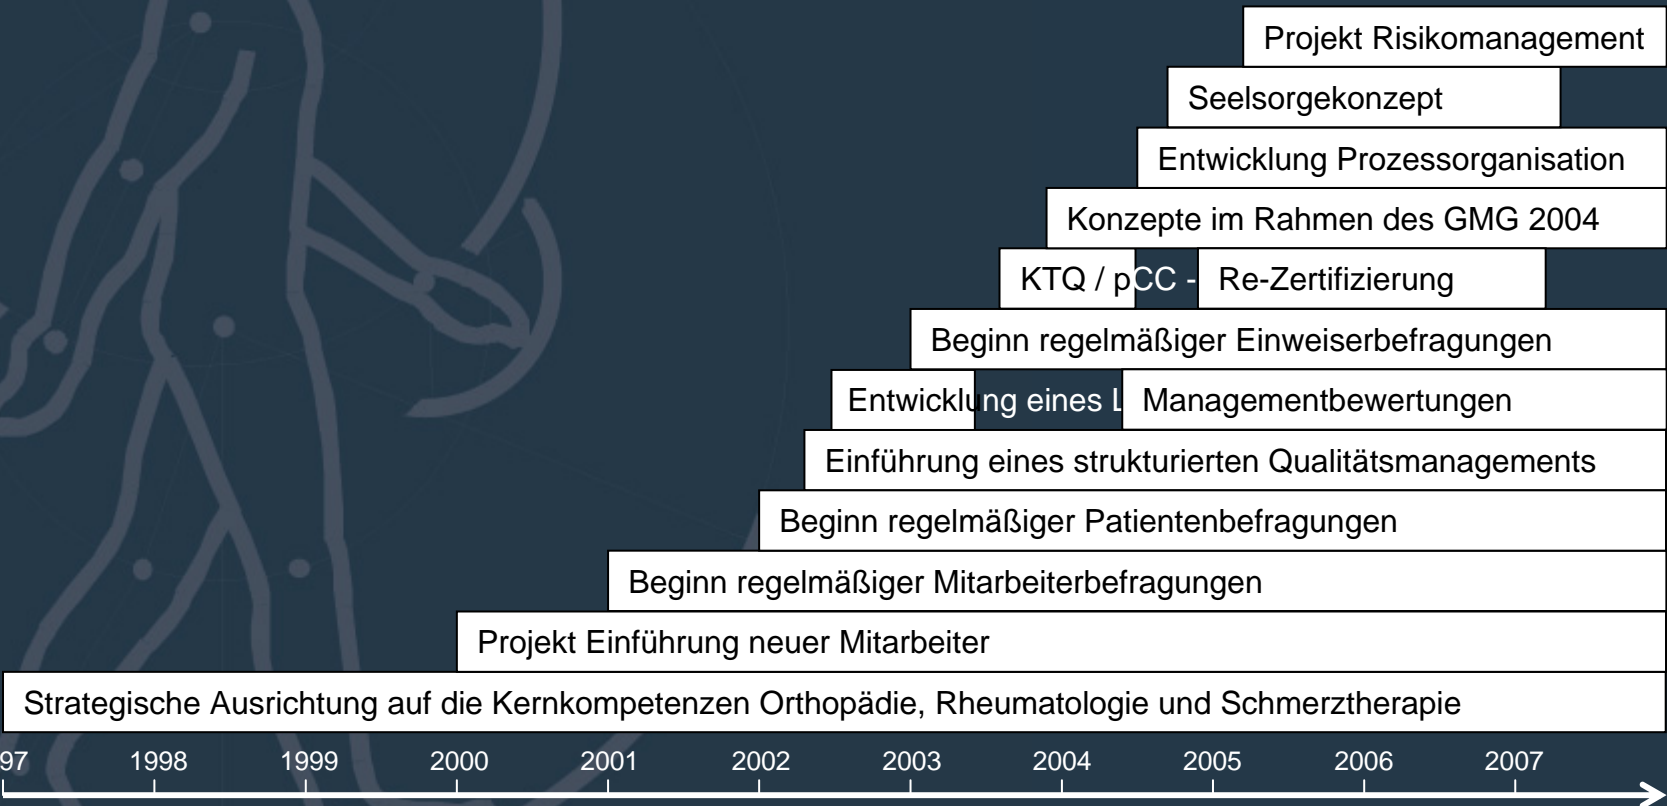 Projekt Risikomanagement
Seelsorgekonzept
Entwicklung Prozessorganisation
Konzepte im Rahmen des GMG 2004
KTQ / pCC - Re-Zertifizierung
Beginn regelmäßiger Einweiserbefragungen
Entwicklung eines L Managementbewertungen
Einführung eines strukturierten Qualitätsmanagements
Beginn regelmäßiger Patientenbefragungen
Beginn regelmäßiger Mitarbeiterbefragungen
Projekt Einführung neuer Mitarbeiter
Strategische Ausrichtung auf die Kernkompetenzen Orthopädie, Rheumatologie und Schmerztherapie
97 1998 1999 2000 2001 2002 2003 2004 2005 2006 2007